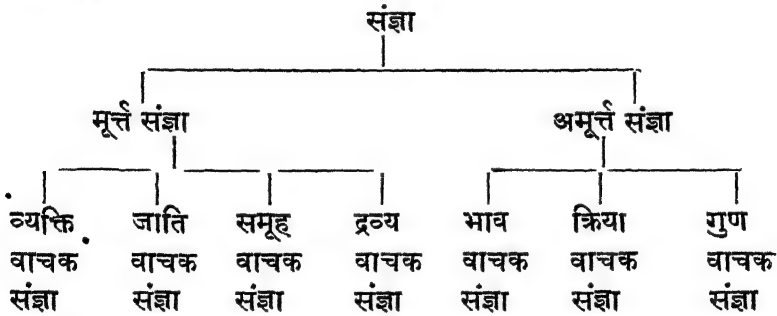 संज्ञा
मूर्त्त संज्ञा अमूर्त्त संज्ञा
व्यक्ति जाति समूह द्रव्य भाव क्रिया गुण
वाचक वाचक वाचक वाचक वाचक वाचक वाचक
संज्ञा संज्ञा संज्ञा संज्ञा संज्ञा संज्ञा संज्ञा